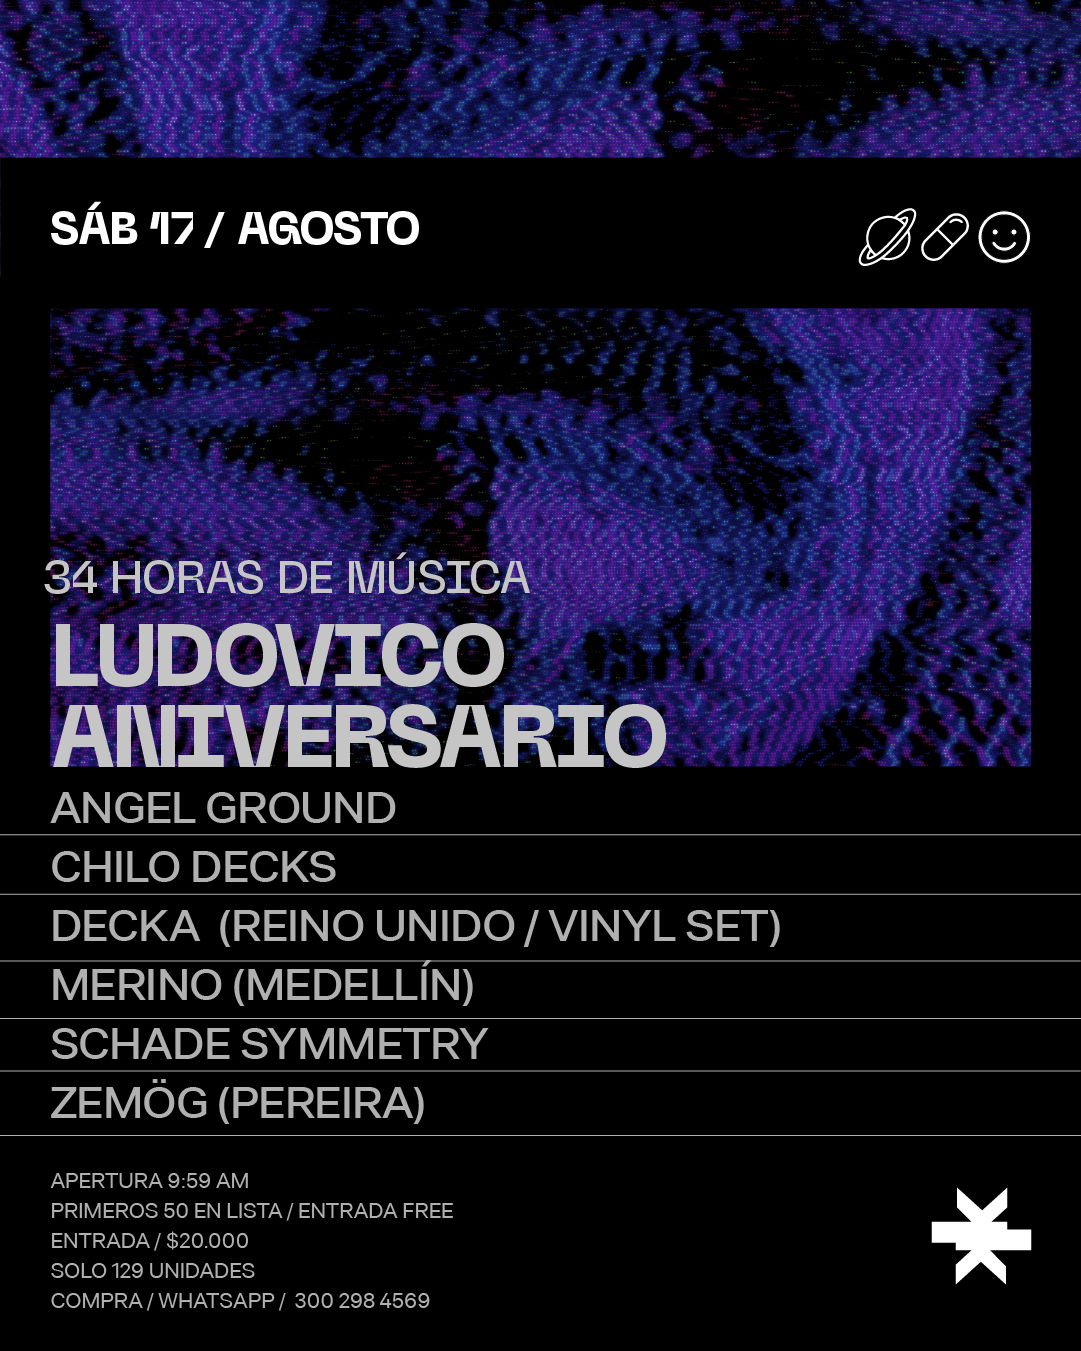 SÁB 17 / AGOSTO
34 HORAS DE MÚSICA
LUDOVICO
ANIVERSARIO
ANGEL GROUND
CHILO DECKS
DECKA (REINO UNIDO / VINYL SET)
MERINO (MEDELLÍN)
SCHADE SYMMETRY
ZEMÖG (PEREIRA)
APERTURA 9:59 AM
PRIMEROS 50 EN LISTA / ENTRADA FREE
ENTRADA / $20.000
SOLO 129 UNIDADES
COMPRA / WHATSAPP / 300 298 4569